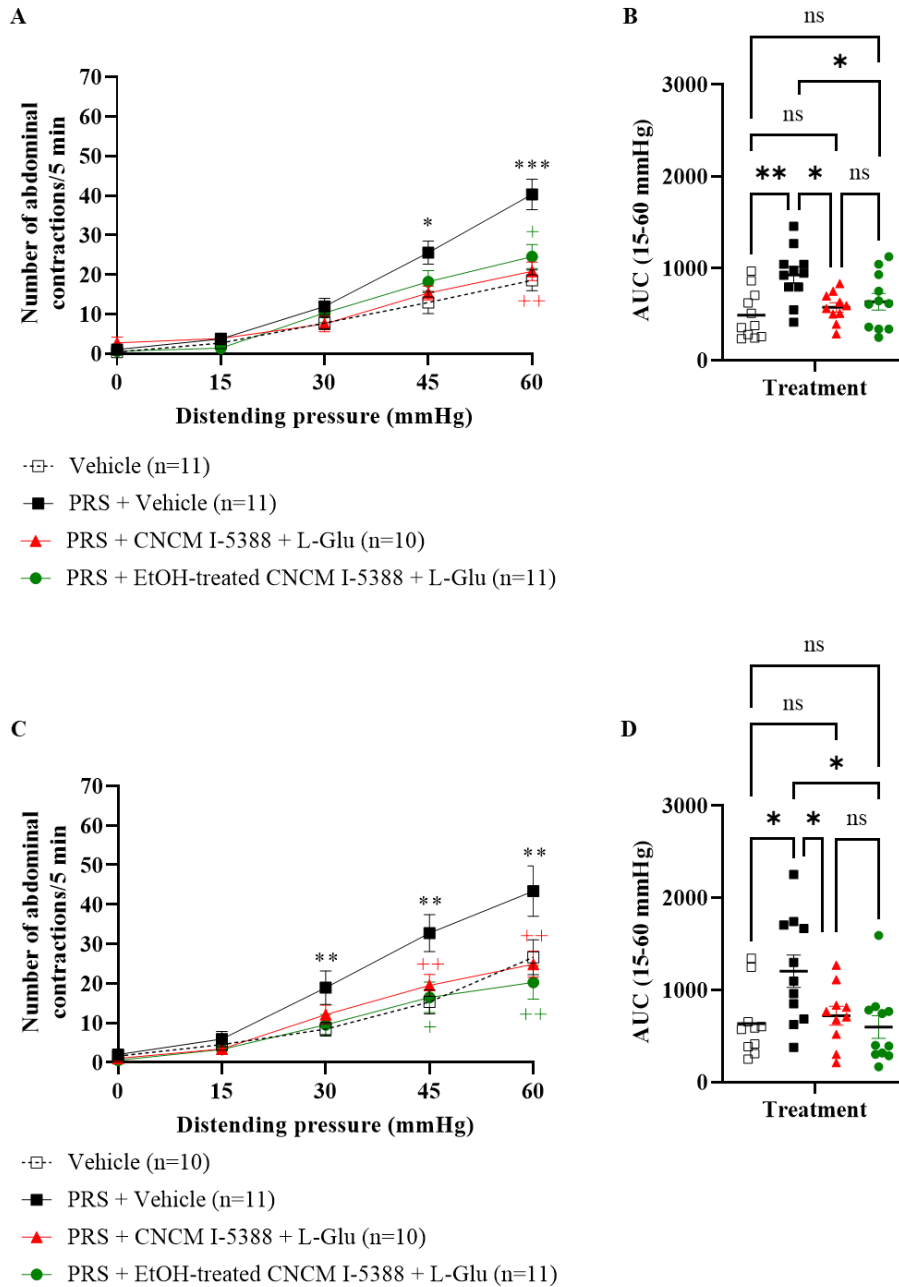 A
B
Number of abdominal
contractions/5 min
70
60
50
40
30
20
10
0
0 15 30 45 60
Distending pressure (mmHg)
*
***
+
++
AUC (15-60 mmHg)
3000
2000
1000
0
ns
*
ns
** * ns
Treatment
Vehicle (n=11)
PRS + Vehicle (n=11)
PRS + CNCM I-5388 + L-Glu (n=10)
PRS + EtOH-treated CNCM I-5388 + L-Glu (n=11)
C
D
Number of abdominal
contractions/5 min
70
60
50
40
30
20
10
0
0 15 30 45 60
Distending pressure (mmHg)
**
**
**
++
++
+
++
AUC (15-60 mmHg)
3000
2000
1000
0
ns
ns
*
* * ns
Treatment
Vehicle (n=10)
PRS + Vehicle (n=11)
PRS + CNCM I-5388 + L-Glu (n=10)
PRS + EtOH-treated CNCM I-5388 + L-Glu (n=11)